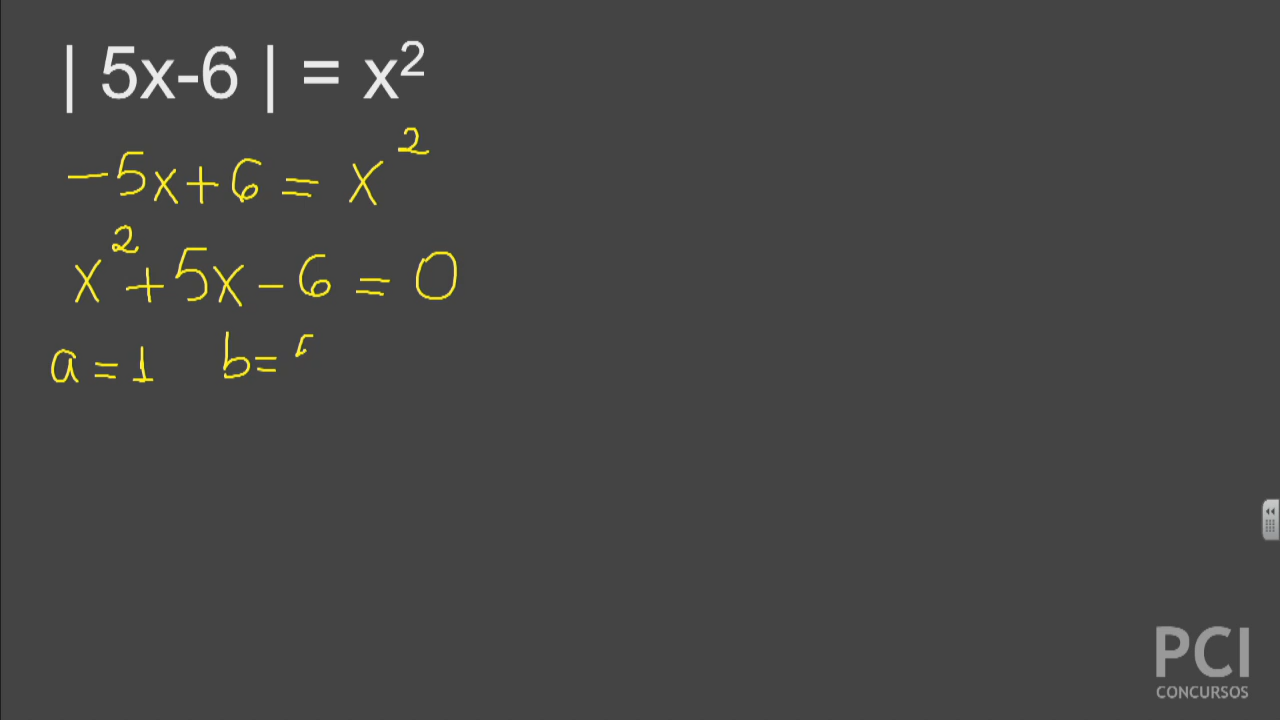 | 5x-6 | = x²
-5x+6 = x²
x²+5x-6 = 0
a=1 b=
PCI
CONCURSOS